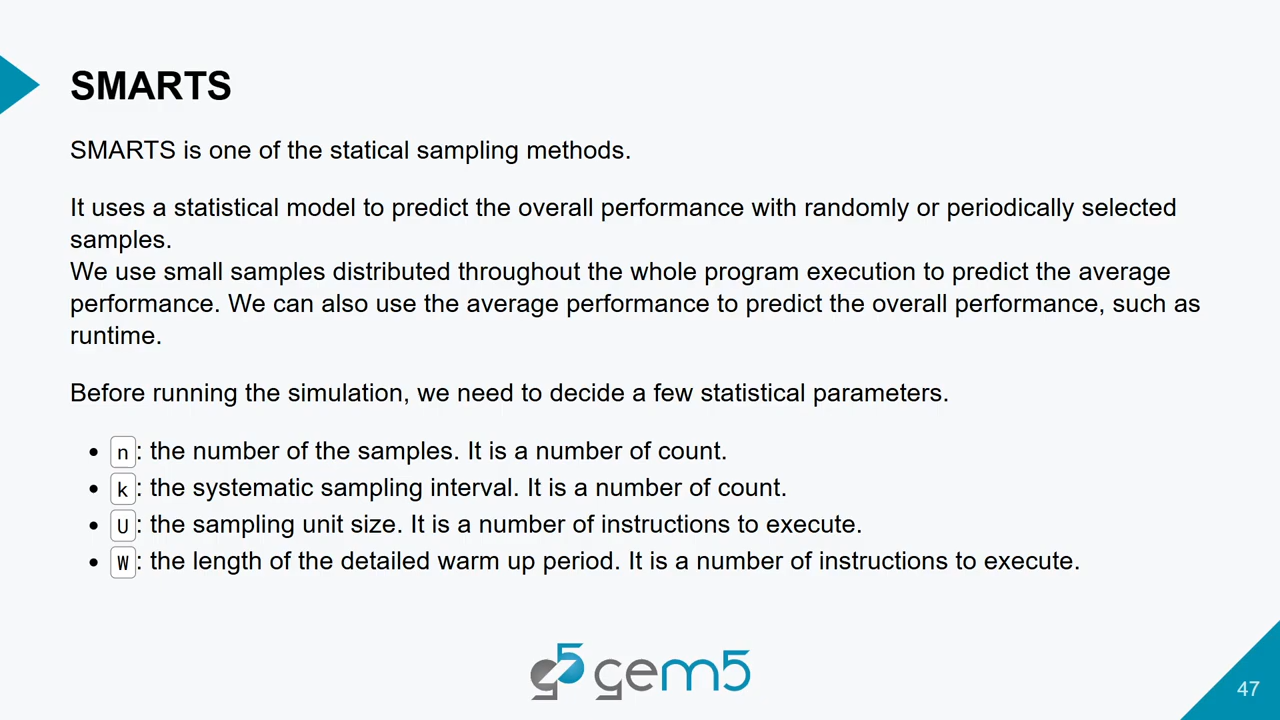 SMARTS
SMARTS is one of the statical sampling methods.
It uses a statistical model to predict the overall performance with randomly or periodically selected
samples.
We use small samples distributed throughout the whole program execution to predict the average
performance. We can also use the average performance to predict the overall performance, such as
runtime.
Before running the simulation, we need to decide a few statistical parameters.
• n: the number of the samples. It is a number of count.
• k: the systematic sampling interval. It is a number of count.
• U: the sampling unit size. It is a number of instructions to execute.
• W: the length of the detailed warm up period. It is a number of instructions to execute.
g5 gem5
47